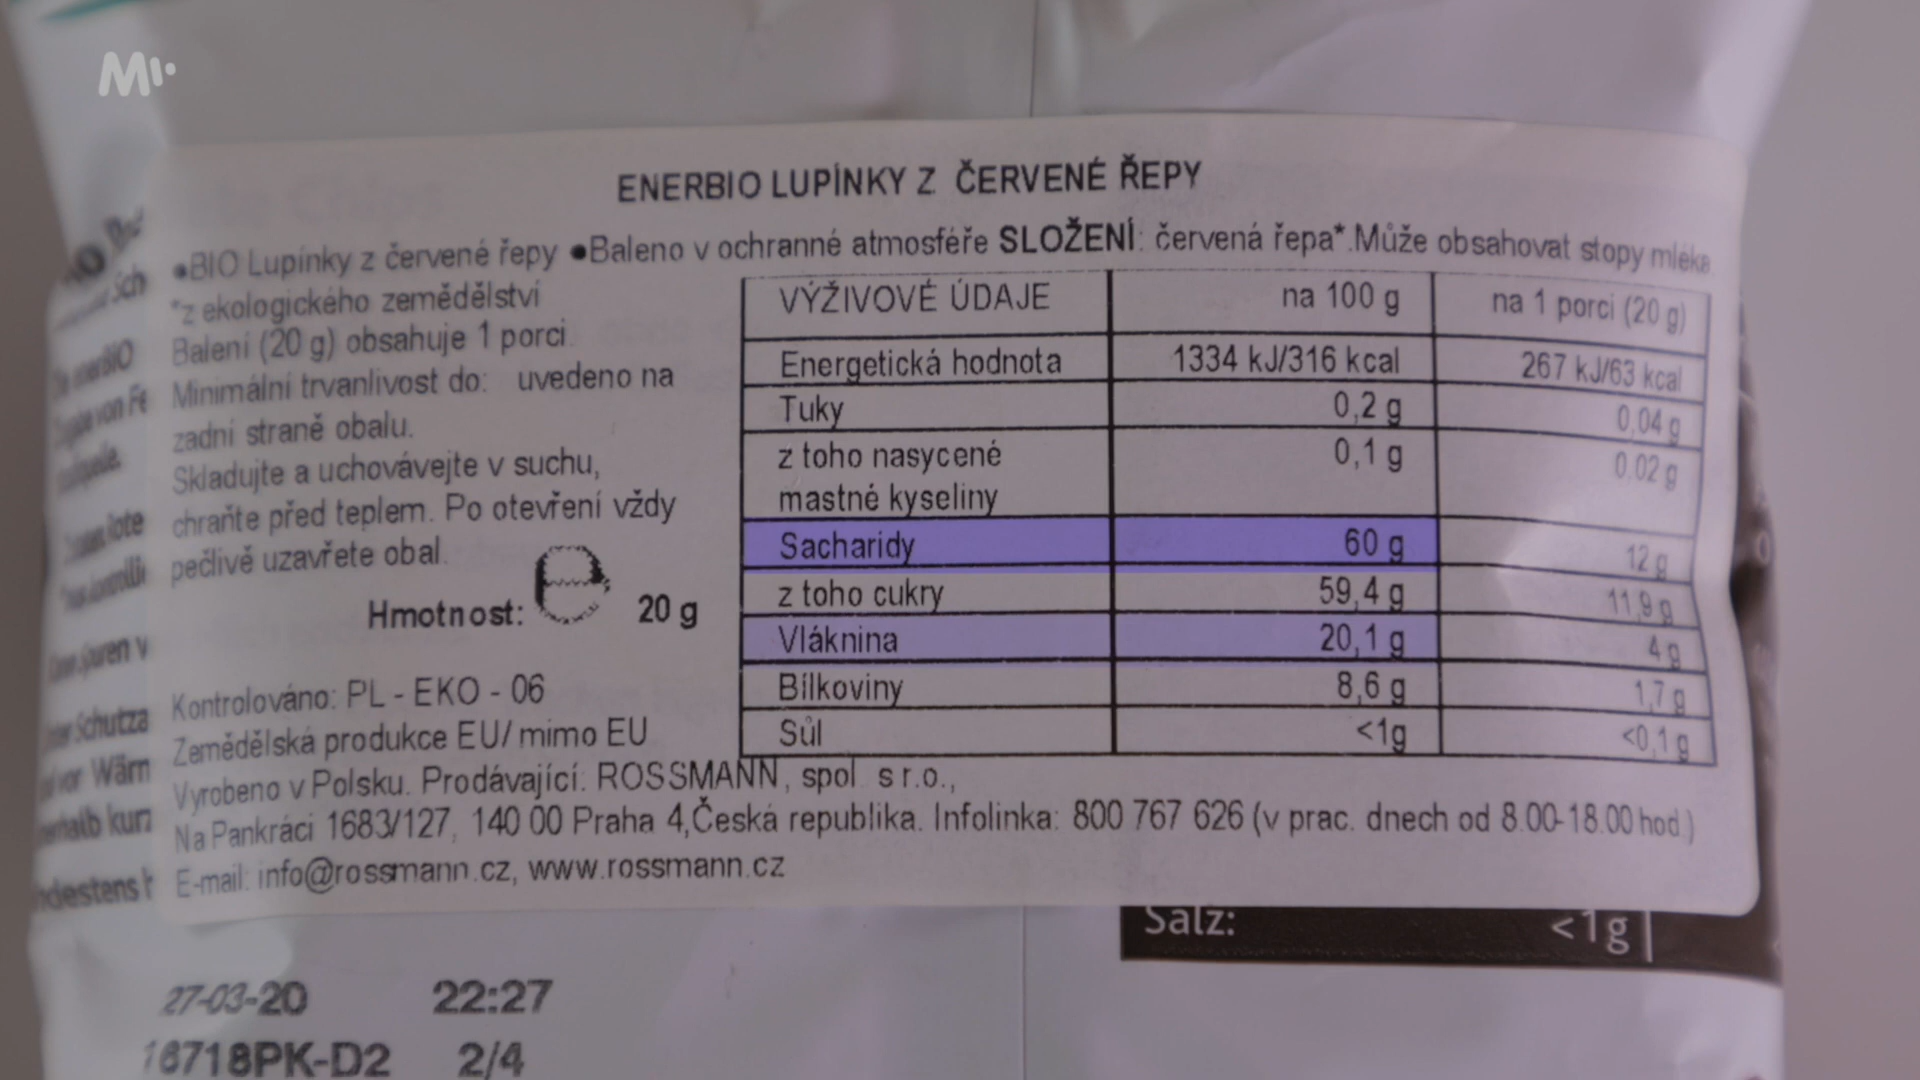 M
ENERBIO LUPÍNKY Z ČERVENÉ ŘEPY
•BIO Lupínky z červené řepy •Baleno v ochranné atmosféře SLOŽENÍ: červená řepa*.Může obsahovat stopy mléka
*z ekologického zemědělství
Balení (20 g) obsahuje 1 porci.
Minimální trvanlivost do: uvedeno na
zadní straně obalu.
Skladujte a uchovávejte v suchu,
chraňte před teplem. Po otevření vždy
pečlivě uzavřete obal.
Hmotnost: 20 g
VÝŽIVOVÉ ÚDAJE na 100 g na 1 porci (20 g)
Energetická hodnota 1334 kJ/316 kcal 267 kJ/63 kcal
Tuky 0,2 g 0,04 g
z toho nasycené 0,1 g 0,02 g
mastné kyseliny
Sacharidy 60 g 12 g
z toho cukry 59,4 g 11,9 g
Vláknina 20,1 g 4 g
Bílkoviny 8,6 g 1,7 g
Sůl <1g <0,1 g
Kontrolováno: PL - EKO - 06
Zemědělská produkce EU/ mimo EU
Vyrobeno v Polsku. Prodávající: ROSSMANN, spol. s r.o.,
Na Pankráci 1683/127, 140 00 Praha 4,Česká republika. Infolinka: 800 767 626 (v prac. dnech od 8.00-18.00 hod.)
E-mail: info@rossmann.cz, www.rossmann.cz
Salz: <1g
27-03-20 22:27
16718PK-D2 2/4